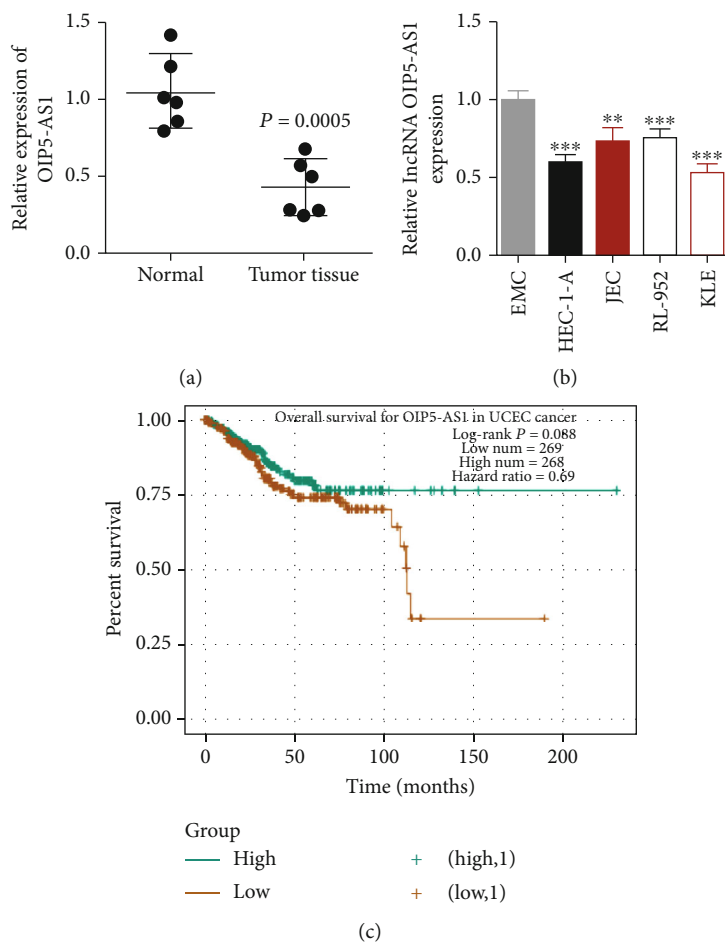 Relative expression of
OIP5-AS1
1.5
1.0
0.5
0.0
P = 0.0005
Normal
Tumor tissue
(a)
Relative lncRNA OIP5-AS1
expression
1.5
1.0
0.5
0.0
***
**
***
***
EMC
HEC-1-A
JEC
RL-952
KLE
(b)
Overall survival for OIP5-AS1 in UCEC cancer
Log-rank P = 0.088
Low num = 269
High num = 268
Hazard ratio = 0.69
Percent survival
1.00
0.75
0.50
0.25
0.00
0
50
100
150
200
Time (months)
Group
High
(high,1)
Low
(low,1)
(c)